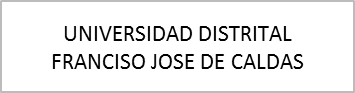 UNIVERSIDAD DISTRITAL
FRANCISO JOSE DE CALDAS